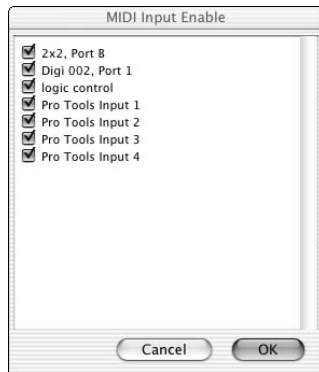 MIDI Input Enable
2x2, Port B
Digi 002, Port 1
logic control
Pro Tools Input 1
Pro Tools Input 2
Pro Tools Input 3
Pro Tools Input 4
Cancel OK